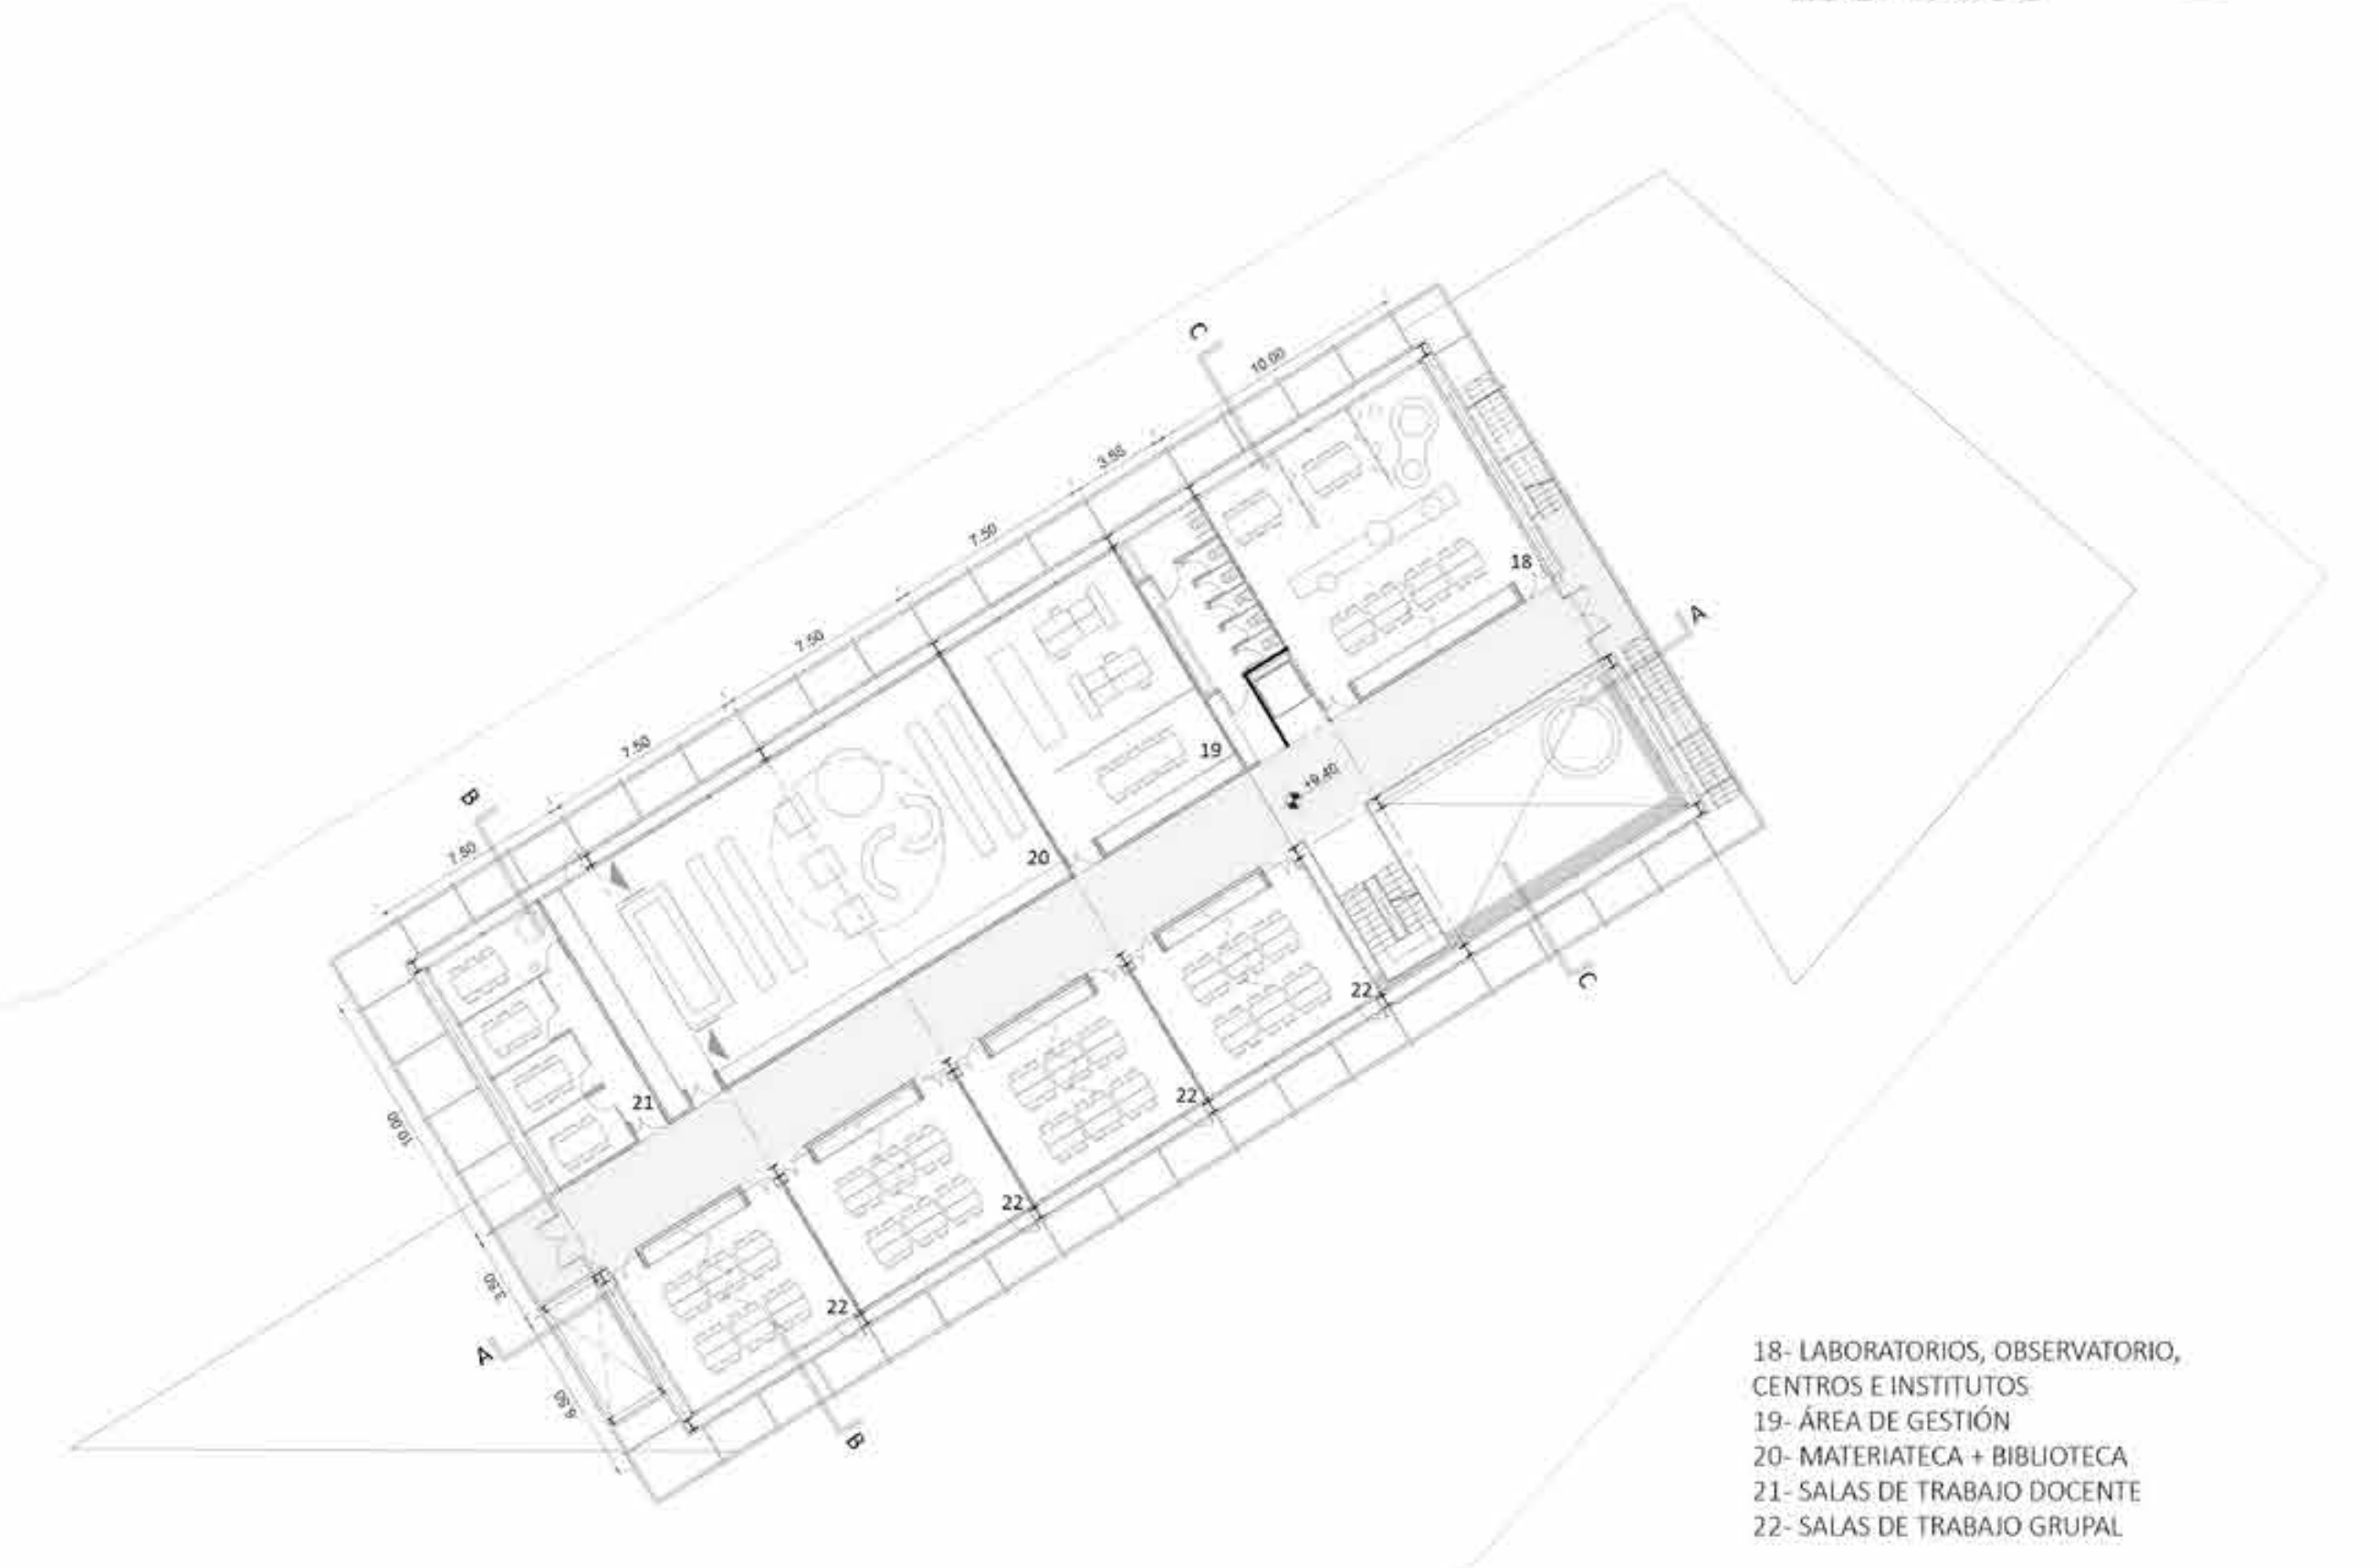 C
10.00
3.50
7.50
18
A
7.50
7.50
19
+9.40
B
7.50
20
C
22
21
22
10.00
22
3.50
22
A
6.50
B
18- LABORATORIOS, OBSERVATORIO,
CENTROS E INSTITUTOS
19- ÁREA DE GESTIÓN
20- MATERIATECA + BIBLIOTECA
21- SALAS DE TRABAJO DOCENTE
22- SALAS DE TRABAJO GRUPAL